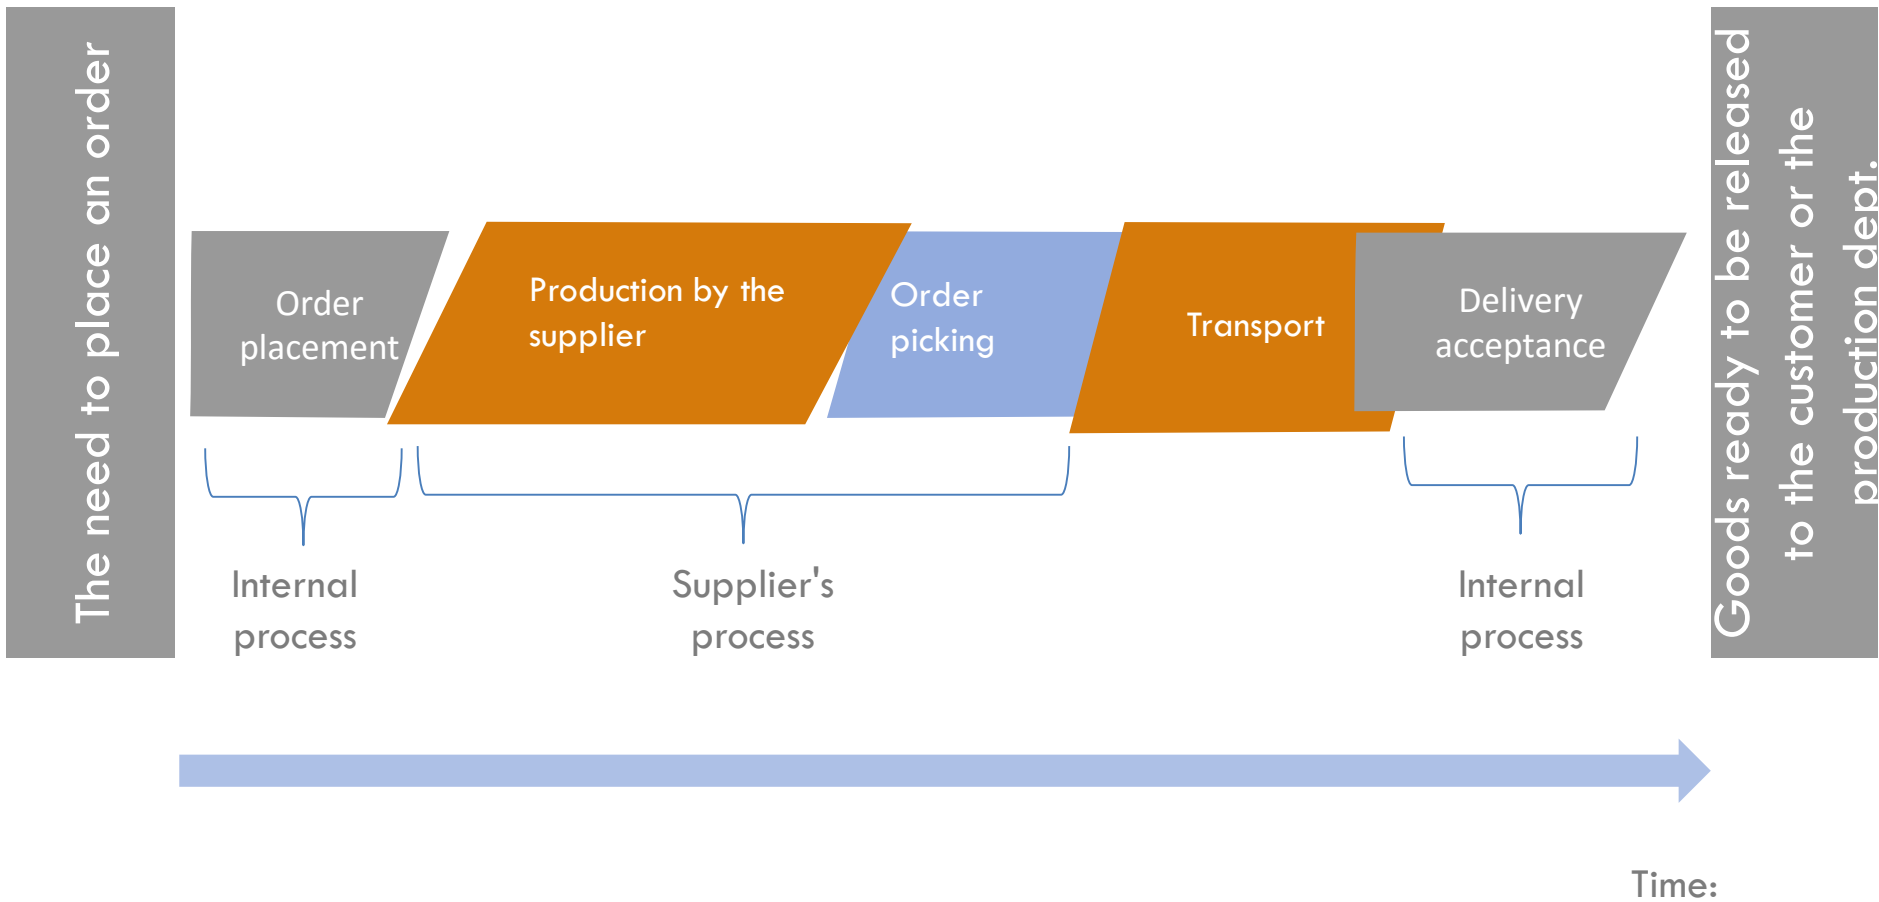 The need to place an order
Order
placement
Production by the
supplier
Order
picking
Transport
Delivery
acceptance
Goods ready to be released
to the customer or the
production dept.
Internal
process
Supplier's
process
Internal
process
Time: